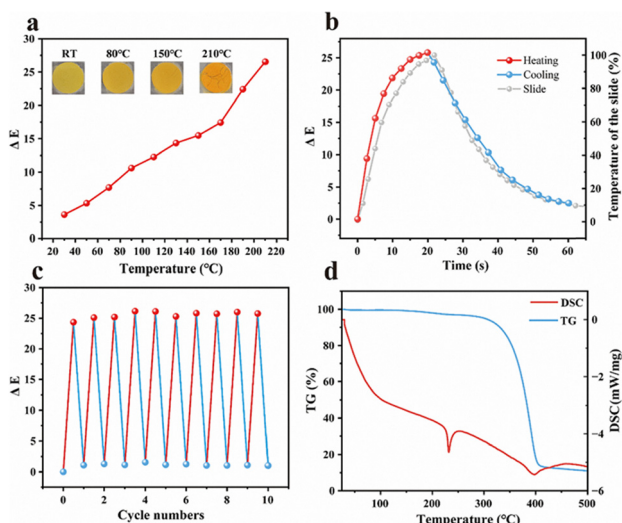 a
RT 80℃ 150℃ 210℃
30
25
20
15
10
5
0
Δ E
20 40 60 80 100 120 140 160 180 200 220
Temperature (℃)
b
Heating
Cooling
Slide
25
20
15
10
5
0
Δ E
100
80
60
40
20
0
Temperature of the slide (%)
0 10 20 30 40 50 60
Time (s)
c
30
25
20
15
10
5
0
Δ E
0 2 4 6 8 10
Cycle numbers
d
DSC
TG
100
80
60
40
20
0
TG (%)
0
-2
-4
-6
DSC(mW/mg)
100 200 300 400 500
Temperature (℃)